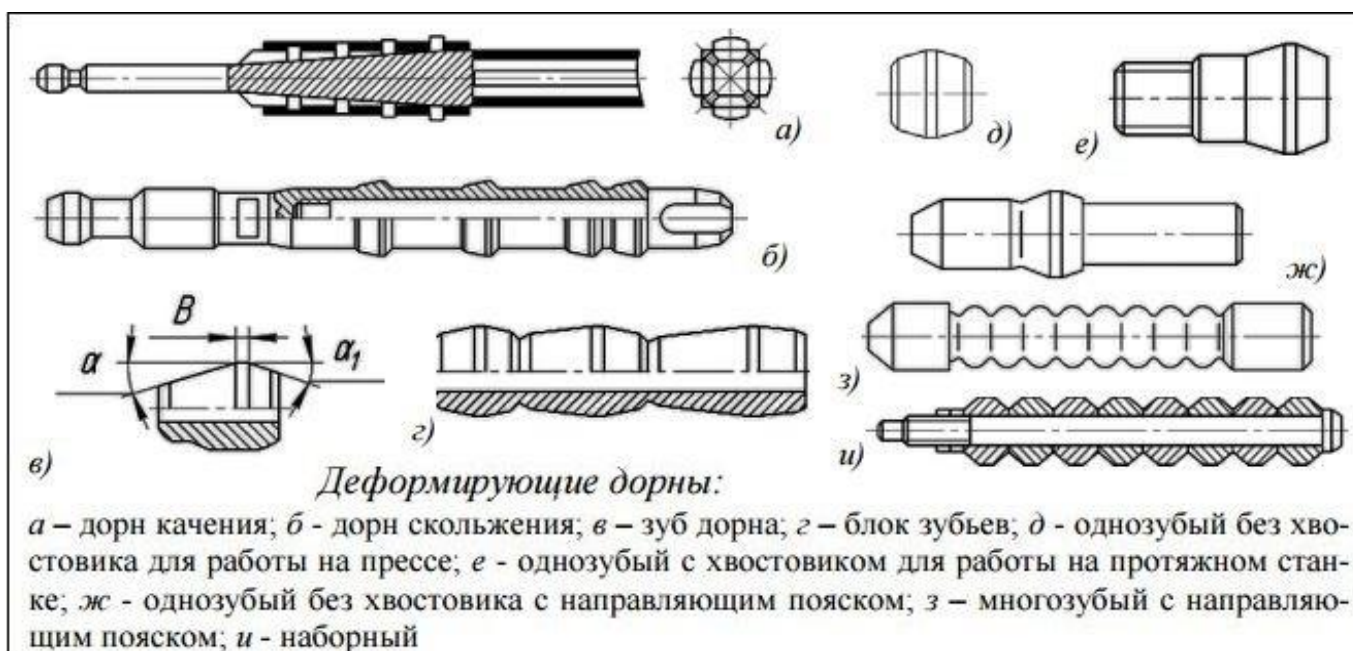 а)
д)
е)
б)
ж)
B
α
α₁
в)
г)
з)
и)
Деформирующие дорны:
а – дорн качения; б - дорн скольжения; в – зуб дорна; г – блок зубьев; д - однозубый без хво-
стовика для работы на прессе; е - однозубый с хвостовиком для работы на протяжном стан-
ке; ж - однозубый без хвостовика с направляющим пояском; з – многозубый с направляю-
щим пояском; и - наборный